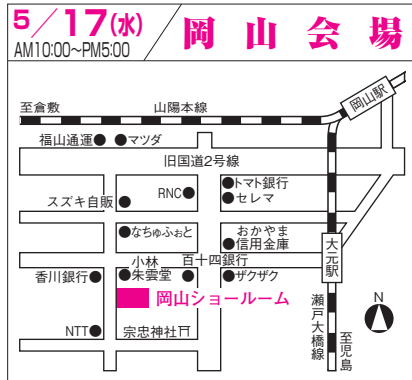 5／17(水)
AM10:00~PM5:00
岡山会場
岡山駅
至倉敷
山陽本線
福山通運
マツダ
旧国道2号線
RNC
トマト銀行
セレマ
スズキ自販
なちゅふぉと
おかやま
信用金庫
大元駅
小林
朱雲堂
百十四銀行
香川銀行
ザクザク
岡山ショールーム
瀬戸大橋線
至児島
N
NTT
宗忠神社